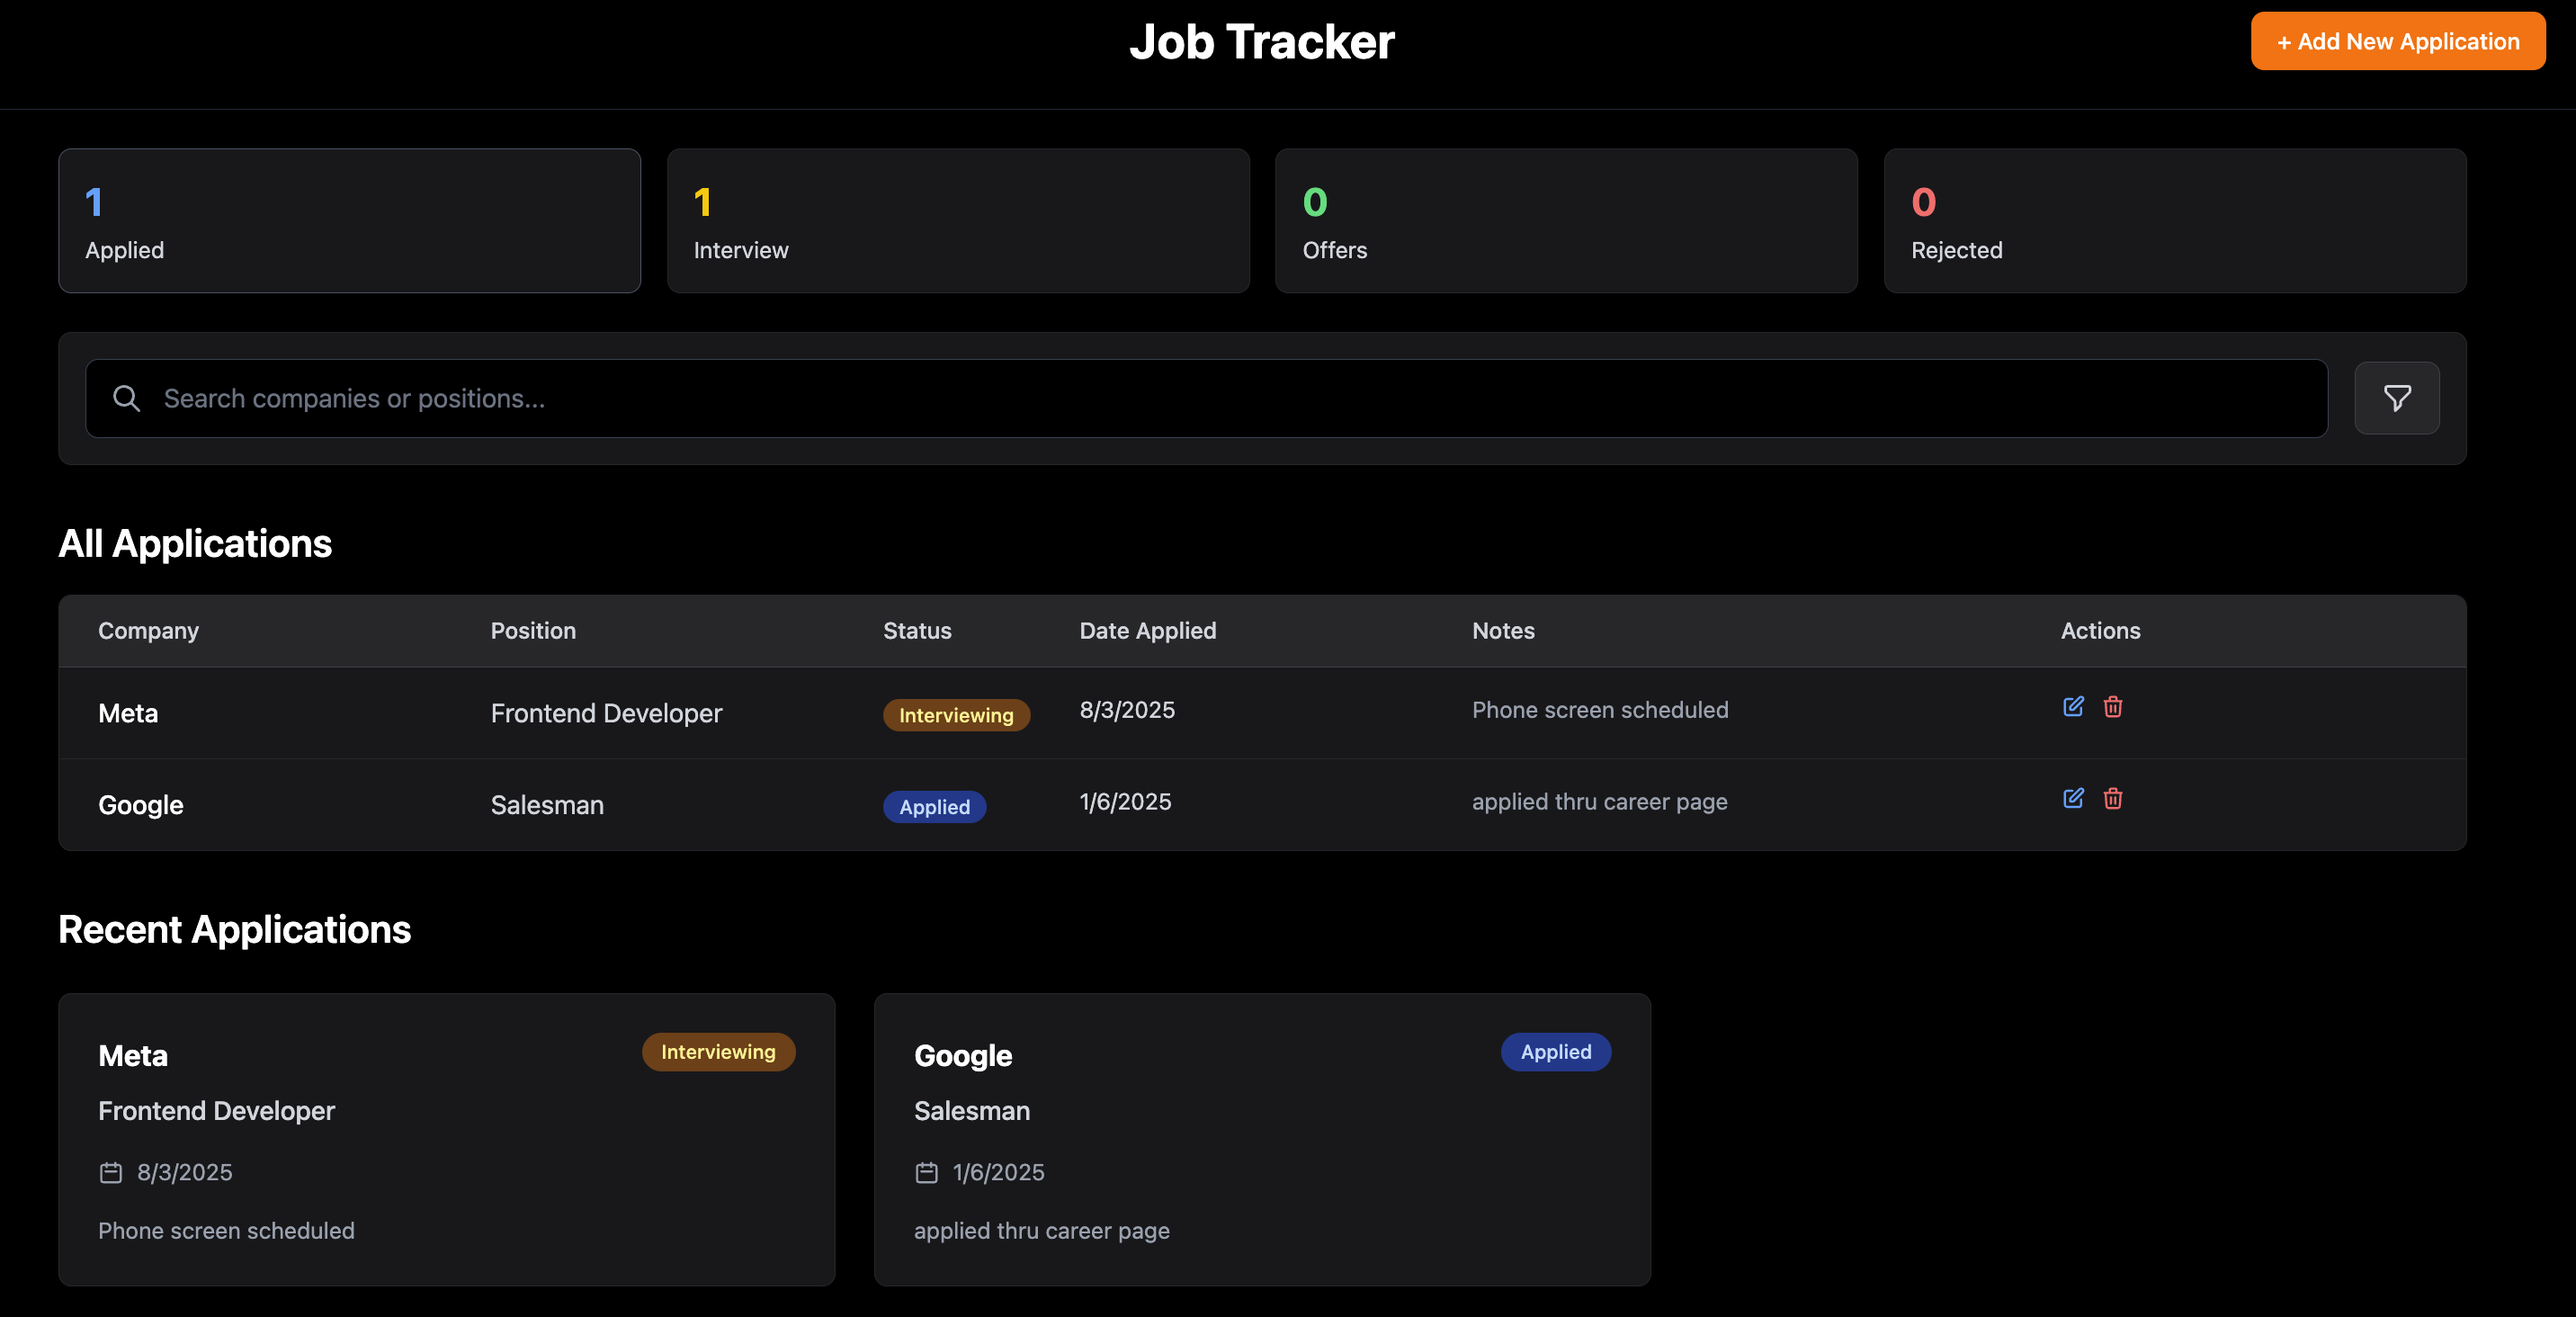 Job Tracker
+ Add New Application
1
Applied
1
Interview
0
Offers
0
Rejected
Search companies or positions...
All Applications
Company Position Status Date Applied Notes Actions
Meta Frontend Developer Interviewing 8/3/2025 Phone screen scheduled
Google Salesman Applied 1/6/2025 applied thru career page
Recent Applications
Meta Interviewing
Frontend Developer
8/3/2025
Phone screen scheduled
Google Applied
Salesman
1/6/2025
applied thru career page